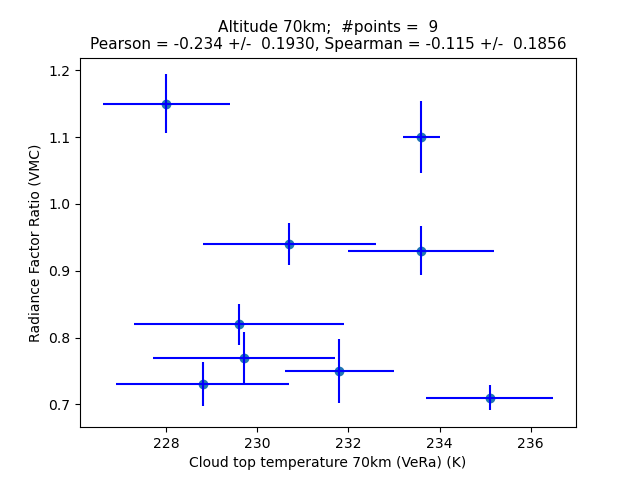 Altitude 70km;  #points =  9
Pearson = -0.234 +/-  0.1930, Spearman = -0.115 +/-  0.1856
1.2
1.1
1.0
0.9
0.8
0.7
Radiance Factor Ratio (VMC)
228
230
232
234
236
Cloud top temperature 70km (VeRa) (K)